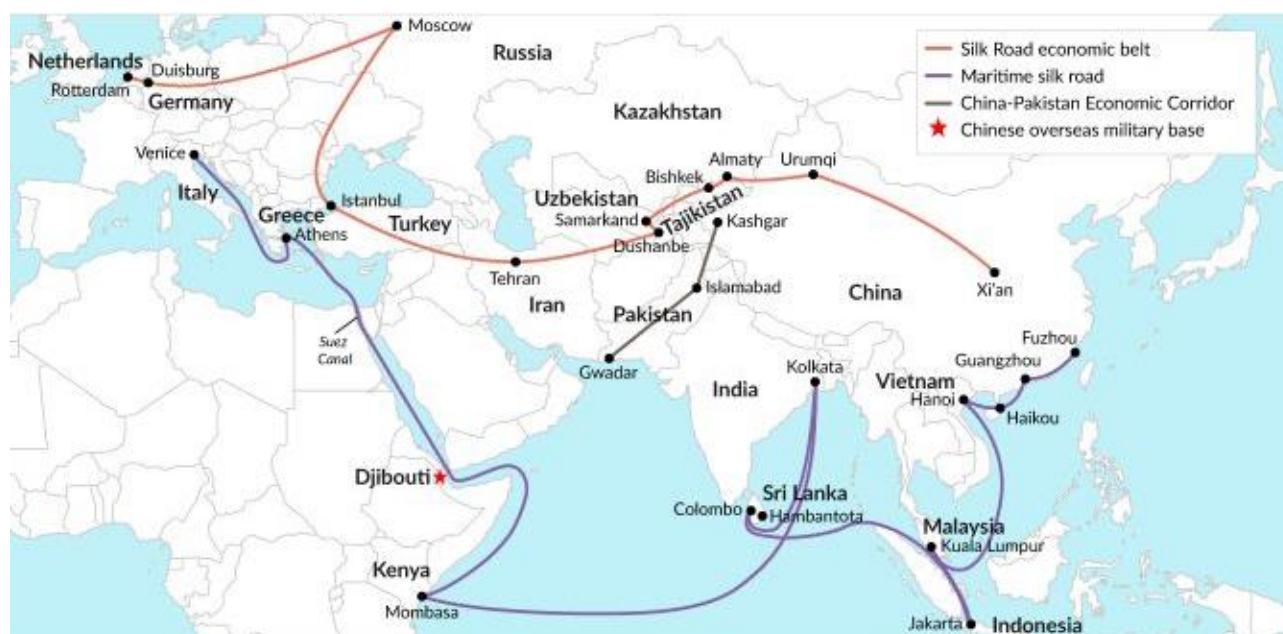 Moscow
Netherlands
Duisburg
Rotterdam
Germany
Russia
Silk Road economic belt
Maritime silk road
China-Pakistan Economic Corridor
Chinese overseas military base
Kazakhstan
Venice
Italy
Almaty
Urumqi
Bishkek
Uzbekistan
Samarkand
Tajikistan
Kashgar
Istanbul
Greece
Athens
Turkey
Dushanbe
Tehran
Iran
Islamabad
Pakistan
China
Xi'an
Suez
Canal
Gwadar
India
Kolkata
Fuzhou
Guangzhou
Vietnam
Hanoi
Haikou
Djibouti
Colombo
Sri Lanka
Hambantota
Malaysia
Kuala Lumpur
Kenya
Mombasa
Jakarta
Indonesia